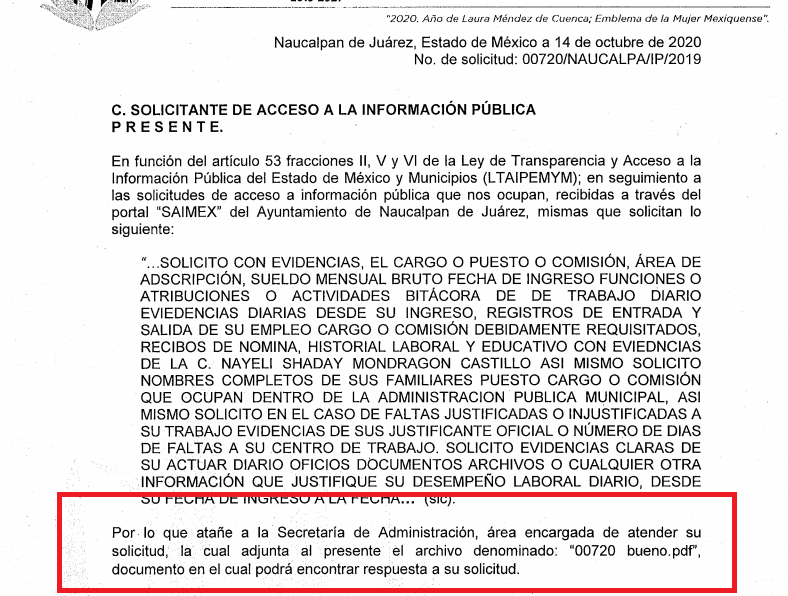 "2020. Año de Laura Méndez de Cuenca; Emblema de la Mujer Mexiquense".
Naucalpan de Juárez, Estado de México a 14 de octubre de 2020
No. de solicitud: 00720/NAUCALPA/IP/2019
C. SOLICITANTE DE ACCESO A LA INFORMACIÓN PÚBLICA
P R E S E N T E.
En función del artículo 53 fracciones II, V y VI de la Ley de Transparencia y Acceso a la
Información Pública del Estado de México y Municipios (LTAIPEMYM); en seguimiento a
las solicitudes de acceso a información pública que nos ocupan, recibidas a través del
portal "SAIMEX" del Ayuntamiento de Naucalpan de Juárez, mismas que solicitan lo
siguiente:
"...SOLICITO CON EVIDENCIAS, EL CARGO O PUESTO O COMISIÓN, ÁREA DE
ADSCRIPCIÓN, SUELDO MENSUAL BRUTO FECHA DE INGRESO FUNCIONES O
ATRIBUCIONES O ACTIVIDADES BITÁCORA DE DE TRABAJO DIARIO
EVIEDENCIAS DIARIAS DESDE SU INGRESO, REGISTROS DE ENTRADA Y
SALIDA DE SU EMPLEO CARGO O COMISIÓN DEBIDAMENTE REQUISITADOS,
RECIBOS DE NOMINA, HISTORIAL LABORAL Y EDUCATIVO CON EVIEDNCIAS
DE LA C. NAYELI SHADAY MONDRAGON CASTILLO ASI MISMO SOLICITO
NOMBRES COMPLETOS DE SUS FAMILIARES PUESTO CARGO O COMISIÓN
QUE OCUPAN DENTRO DE LA ADMINISTRACION PUBLICA MUNICIPAL, ASI
MISMO SOLICITO EN EL CASO DE FALTAS JUSTIFICADAS O INJUSTIFICADAS A
SU TRABAJO EVIDENCIAS DE SUS JUSTIFICANTE OFICIAL O NÚMERO DE DIAS
DE FALTAS A SU CENTRO DE TRABAJO. SOLICITO EVIDENCIAS CLARAS DE
SU ACTUAR DIARIO OFICIOS DOCUMENTOS ARCHIVOS O CUALQUIER OTRA
INFORMACIÓN QUE JUSTIFIQUE SU DESEMPEÑO LABORAL DIARIO, DESDE
SU FECHA DE INGRESO A LA FECHA... (sic).
Por lo que atañe a la Secretaría de Administración, área encargada de atender su
solicitud, la cual adjunta al presente el archivo denominado: "00720 bueno.pdf",
documento en el cual podrá encontrar respuesta a su solicitud.